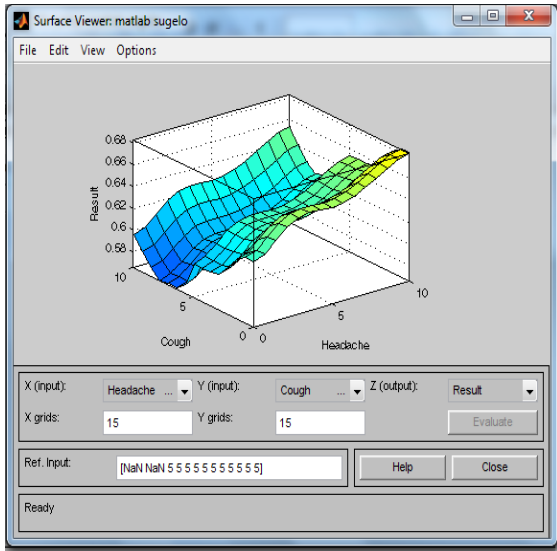 Surface Viewer: matlab sugelo
File Edit View Options
0.68
0.66
0.64
0.62
0.6
0.58
Result
10
5
0
Cough
0
5
10
Headache
X (input): Headache ... Y (input): Cough ... Z (output): Result
X grids: 15 Y grids: 15 Evaluate
Ref. Input: [NaN NaN 5 5 5 5 5 5 5 5 5 5 5] Help Close
Ready